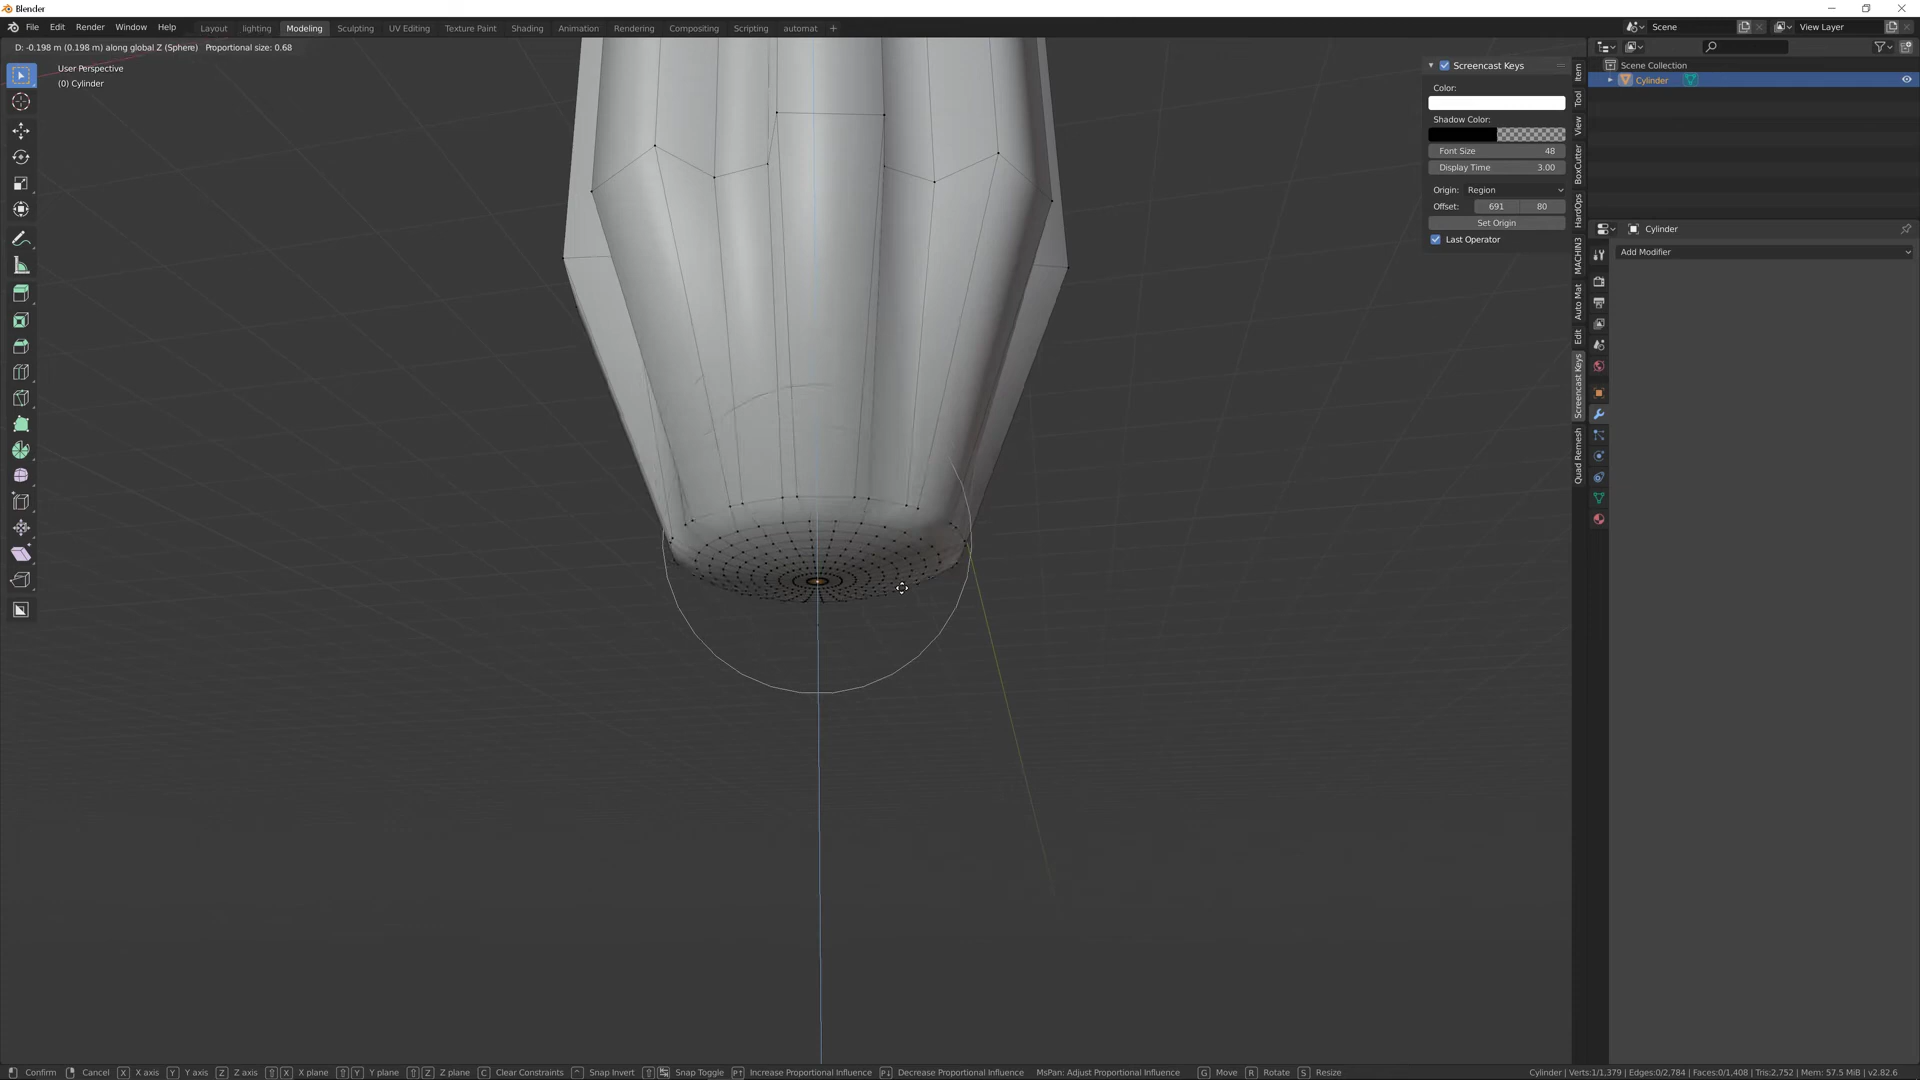 Blender
File Edit Render Window Help Layout lighting Modeling Sculpting UV Editing Texture Paint Shading Animation Rendering Compositing Scripting automat + Scene View Layer
D: -0.198 m (0.198 m) along global Z (Sphere) Proportional size: 0.68
User Perspective
(0) Cylinder
Screencast Keys
Color:
Shadow Color:
Font Size 48
Display Time 3.00
Origin: Region
Offset: 691 80
Set Origin
Last Operator
Item
Tool
View
BoxCutter
HardOps
MACHIN3
Auto Mat
Edit
Screencast Keys
Quad Remesh
Scene Collection
Cylinder
Cylinder
Add Modifier
Confirm Cancel X X axis Y Y axis Z Z axis X X plane Y Y plane Z Z plane C Clear Constraints Snap Invert Snap Toggle Increase Proportional Influence Decrease Proportional Influence MsPan: Adjust Proportional Influence G Move R Rotate S Resize
Cylinder | Verts:1/1,379 | Edges:0/2,784 | Faces:0/1,408 | Tris:2,752 | Mem: 57.5 MiB | v2.82.6